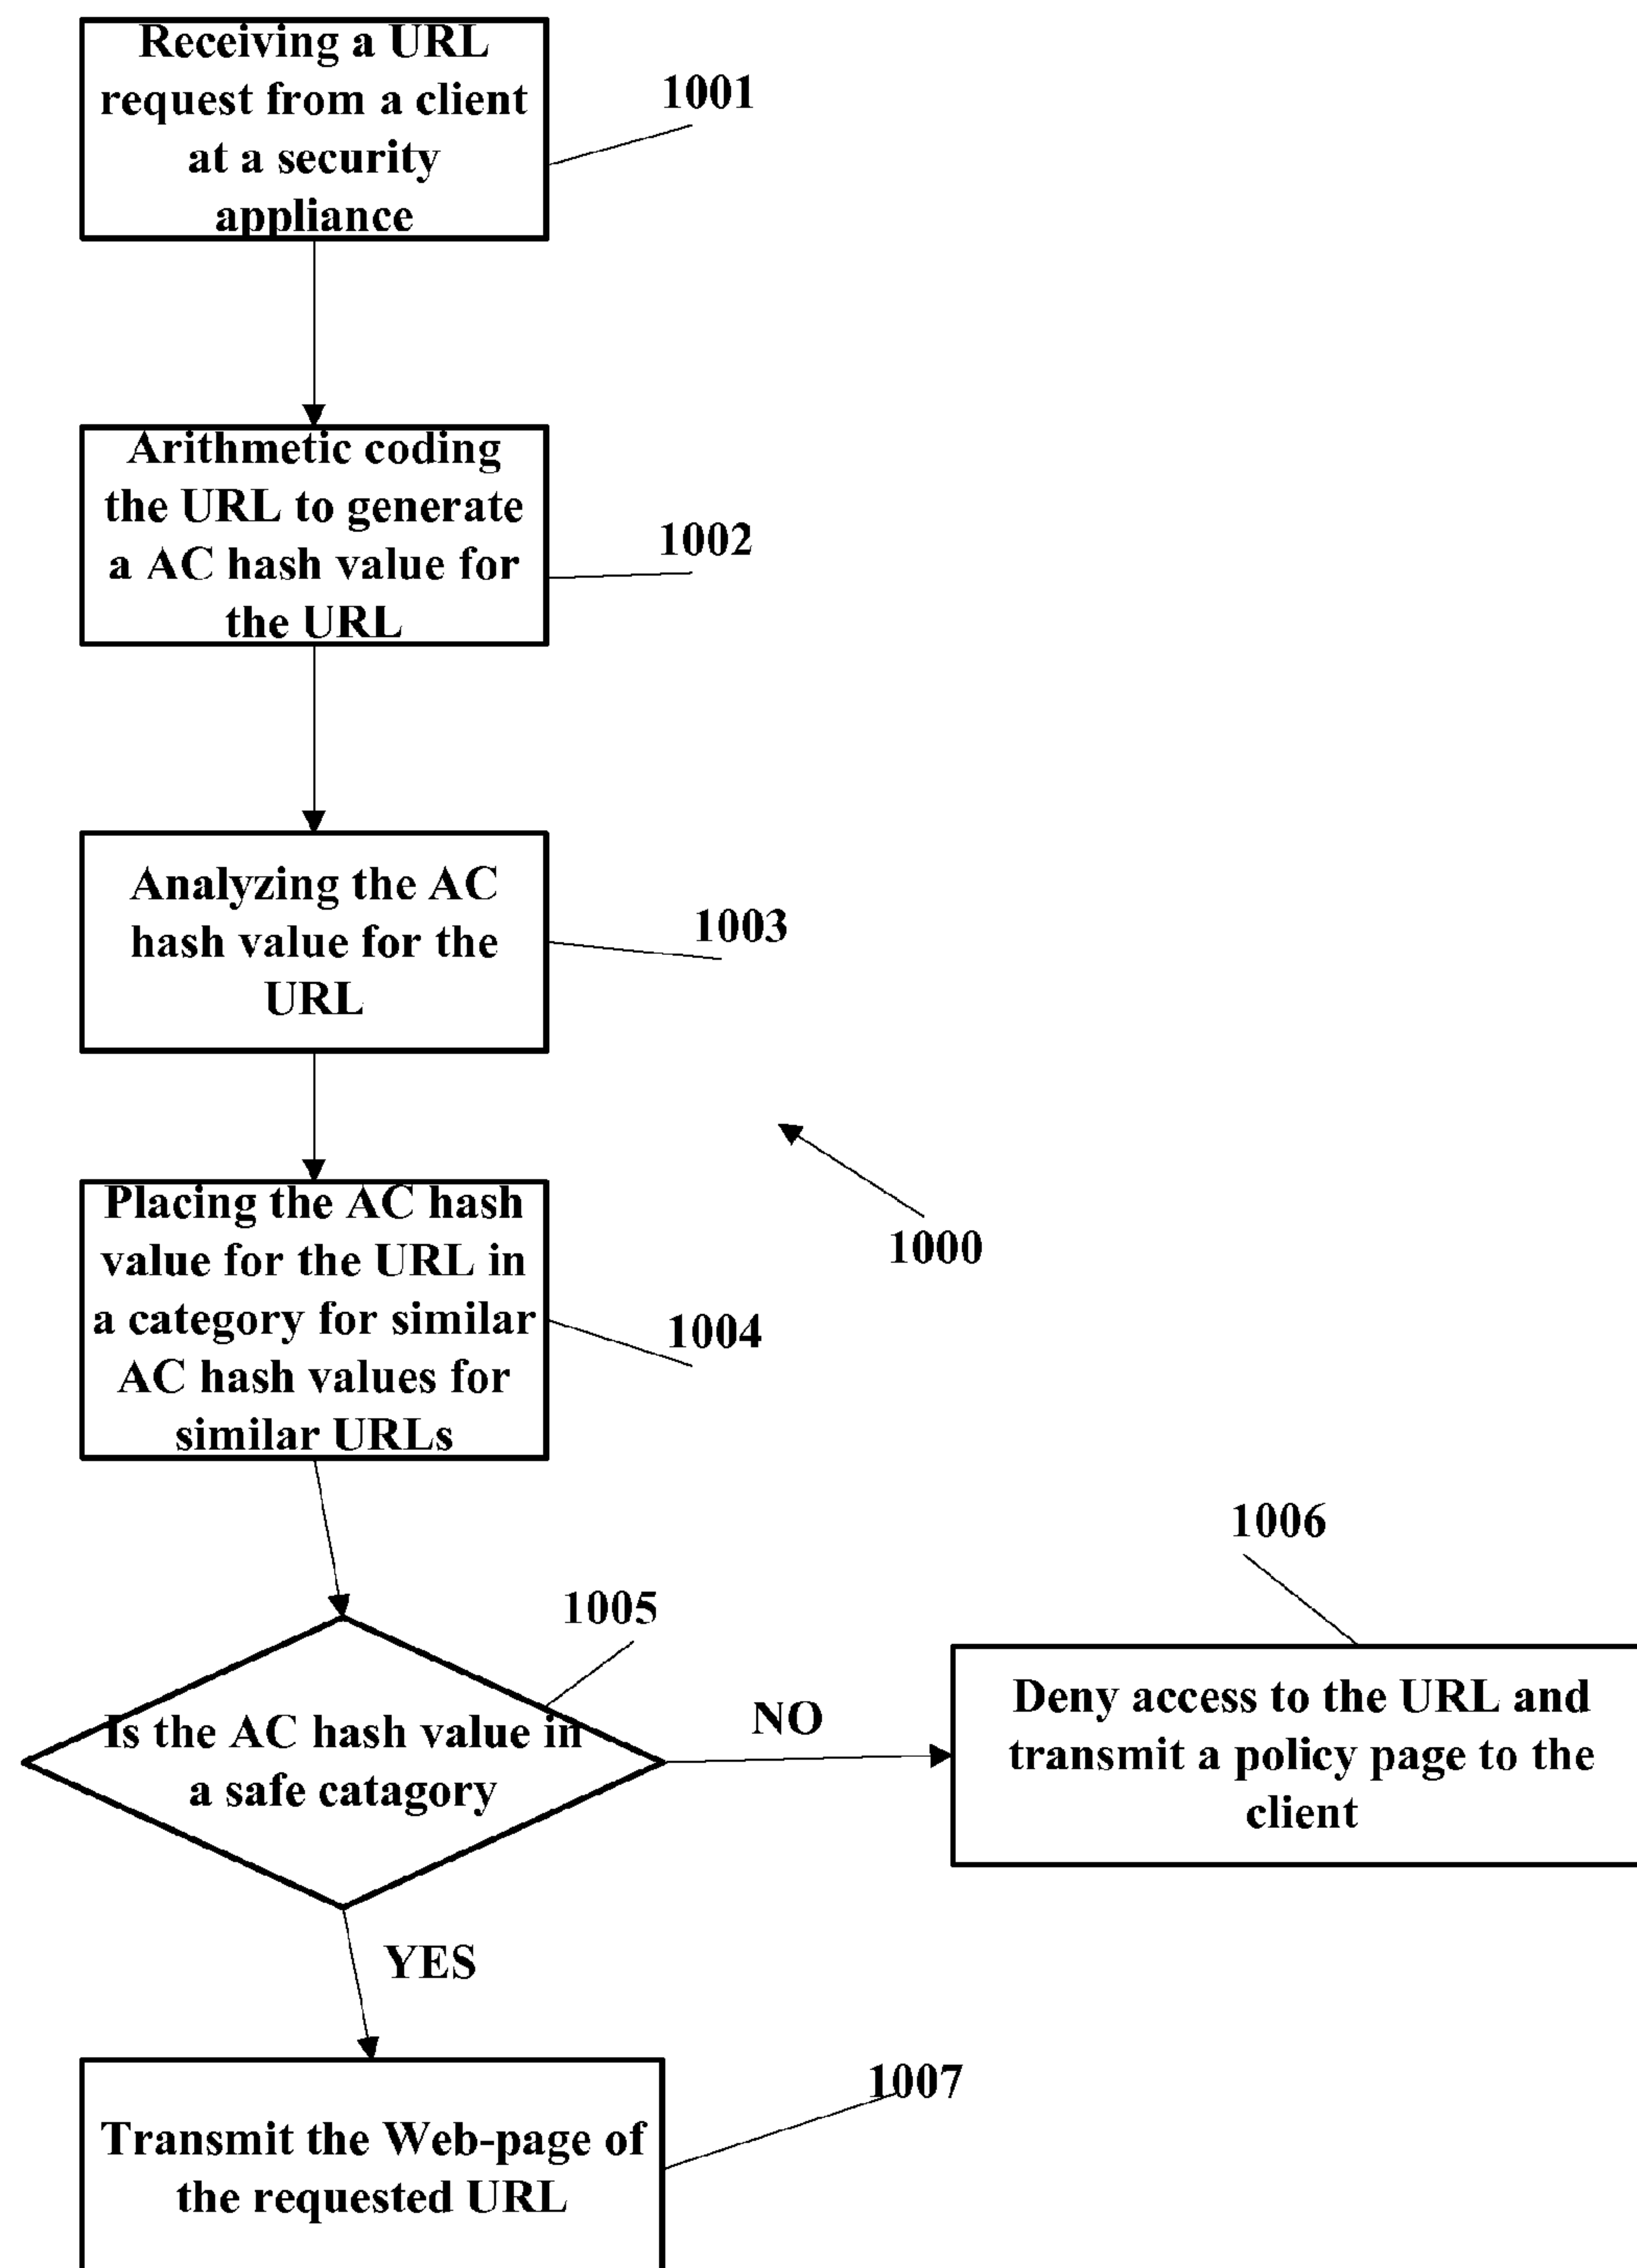 Receiving a URL
request from a client
at a security
appliance
1001
Arithmetic coding
the URL to generate
a AC hash value for
the URL
1002
Analyzing the AC
hash value for the
URL
1003
1000
Placing the AC hash
value for the URL in
a category for similar
AC hash values for
similar URLs
1004
1005
Is the AC hash value in
a safe catagory
NO
1006
Deny access to the URL and
transmit a policy page to the
client
YES
1007
Transmit the Web-page of
the requested URL